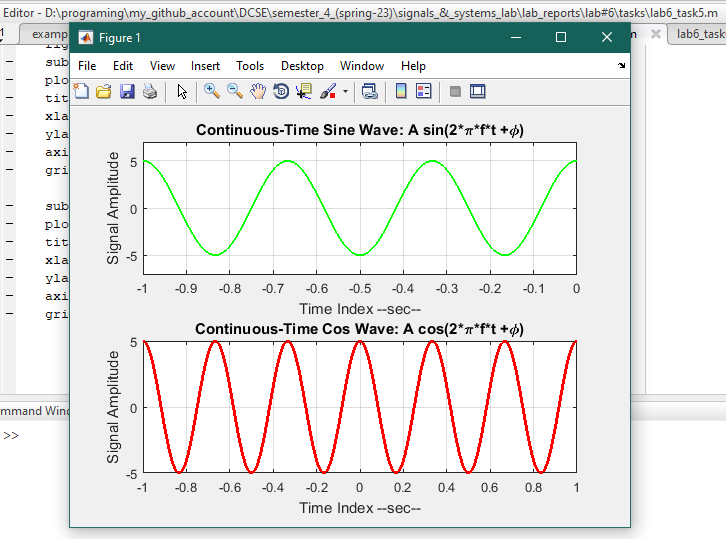 Editor - D:\programing\my_github_account\DCSE\semester_4_(spring-23)\signals_&_systems_lab\lab_reports\lab#6\tasks\lab6_task5.m
examp
m
lab6_task
Figure 1
File Edit View Insert Tools Desktop Window Help
sub
plo
tit
xla
yla
axi
gri
sub
plo
tit
xla
yla
axi
gri
Continuous-Time Sine Wave: A sin(2*π*f*t +ϕ)
Signal Amplitude
5
0
-5
-1 -0.9 -0.8 -0.7 -0.6 -0.5 -0.4 -0.3 -0.2 -0.1 0
Time Index --sec--
Continuous-Time Cos Wave: A cos(2*π*f*t +ϕ)
Signal Amplitude
5
0
-5
-1 -0.8 -0.6 -0.4 -0.2 0 0.2 0.4 0.6 0.8 1
Time Index --sec--
mmand Wind
>>